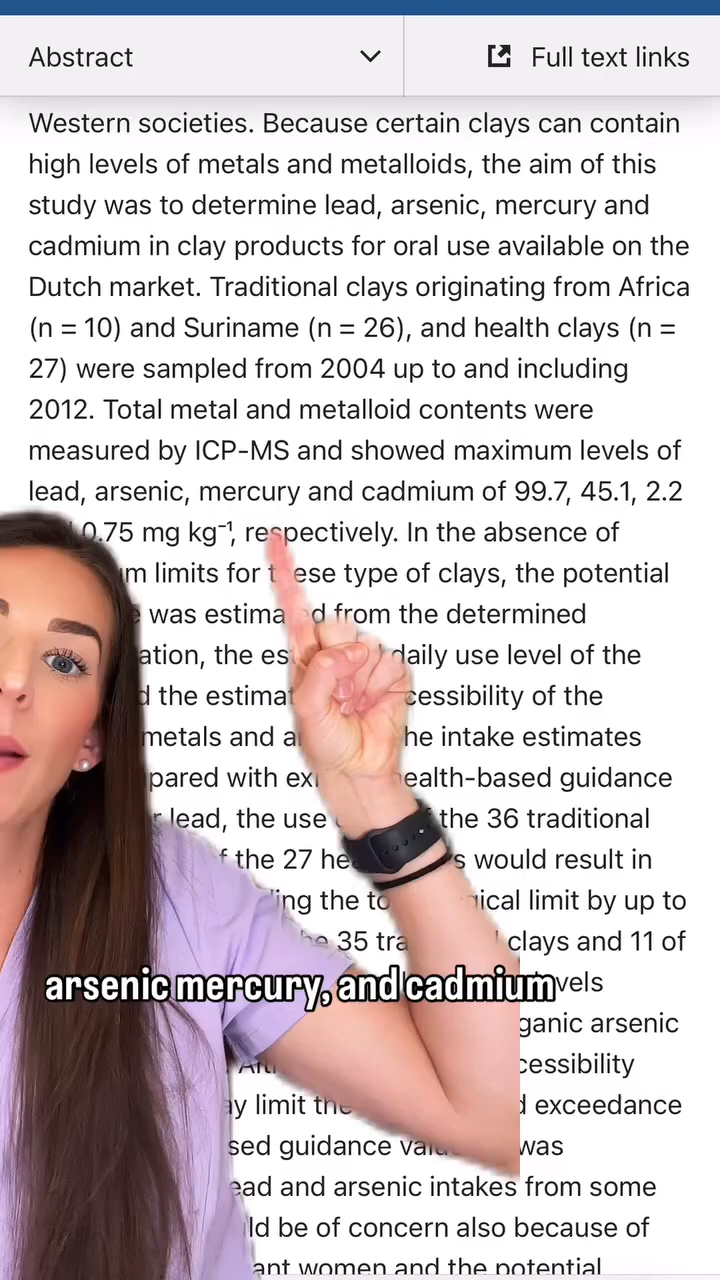 Abstract
Full text links
Western societies. Because certain clays can contain
high levels of metals and metalloids, the aim of this
study was to determine lead, arsenic, mercury and
cadmium in clay products for oral use available on the
Dutch market. Traditional clays originating from Africa
(n = 10) and Suriname (n = 26), and health clays (n =
27) were sampled from 2004 up to and including
2012. Total metal and metalloid contents were
measured by ICP-MS and showed maximum levels of
lead, arsenic, mercury and cadmium of 99.7, 45.1, 2.2
0.75 mg kg⁻¹, respectively. In the absence of
limits for these type of clays, the potential
was estimated from the determined
the daily use level of the
the of the
metals and he intake estimates
with health-based guidance
lead, the use the 36 traditional
the 27 would result in
the limit by up to
35 clays and 11 of
arsenic mercury, and cadmium
arsenic
limit exceedance
guidance was
and arsenic intakes from some
be of concern also because of
women and the potential